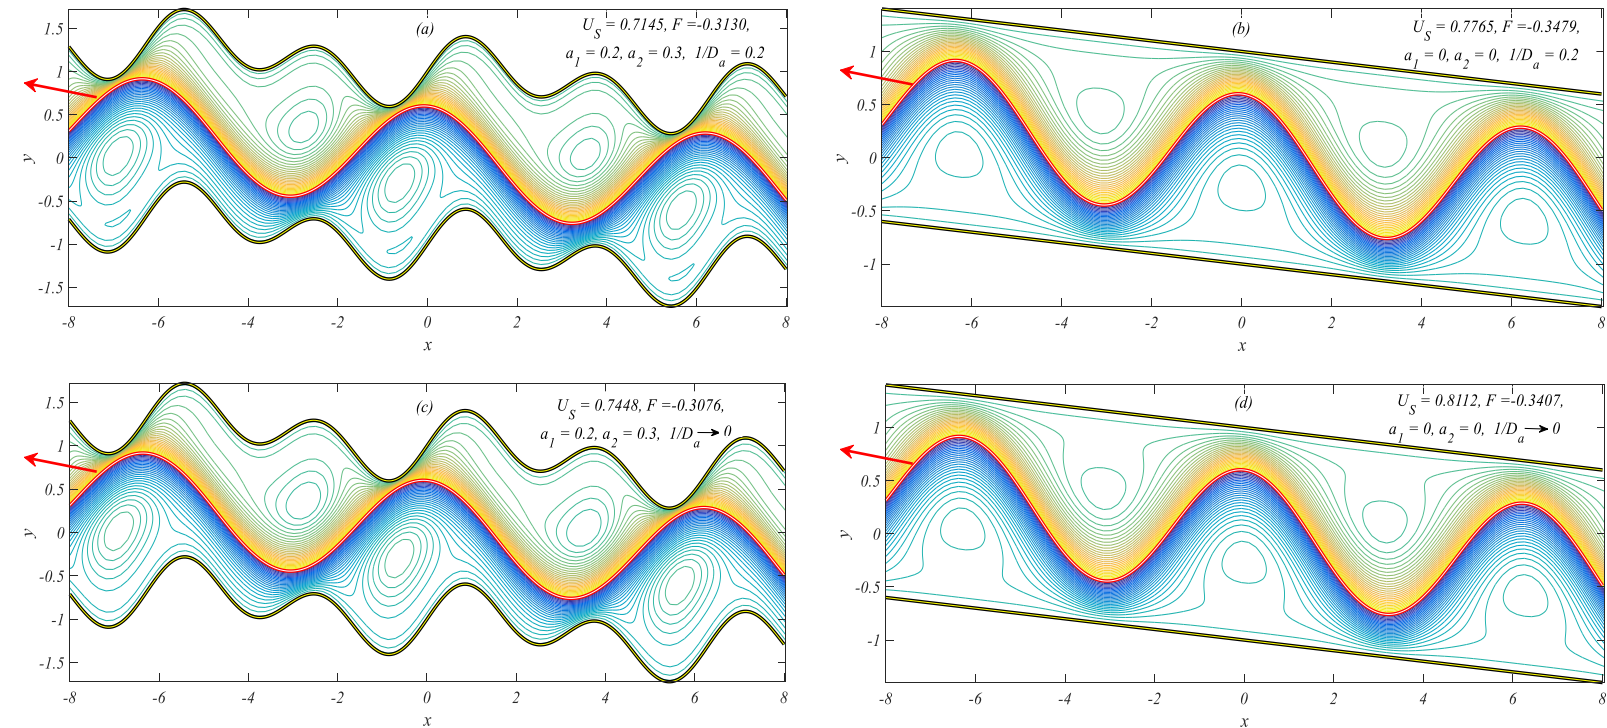 (a)
U_S = 0.7145, F =-0.3130,
a_1 = 0.2, a_2 = 0.3, 1/D_a = 0.2
1.5
1
0.5
0
-0.5
-1
-1.5
y
-8 -6 -4 -2 0 2 4 6 8
x
(b)
U_S = 0.7765, F =-0.3479,
a_1 = 0, a_2 = 0, 1/D_a = 0.2
1
0.5
0
-0.5
-1
y
-8 -6 -4 -2 0 2 4 6 8
x
(c)
U_S = 0.7448, F =-0.3076,
a_1 = 0.2, a_2 = 0.3, 1/D_a → 0
1.5
1
0.5
0
-0.5
-1
-1.5
y
-8 -6 -4 -2 0 2 4 6 8
x
(d)
U_S = 0.8112, F =-0.3407,
a_1 = 0, a_2 = 0, 1/D_a → 0
1
0.5
0
-0.5
-1
y
-8 -6 -4 -2 0 2 4 6 8
x